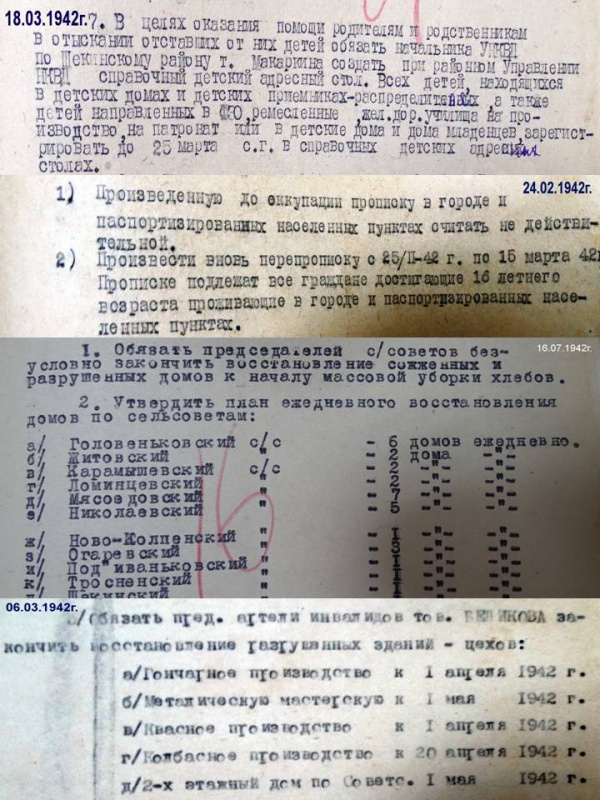 18.03.1942г.
7. В целях оказания помощи родителям и родственникам
в отыскании отставших от них детей обязать начальника УНКВД
по Щекинскому району т. Макаркина создать при районном Управлении
НКВД справочный детский адресный стол. Всех детей, находящихся
в детских домах и детских приемниках-распределителях, а также
детей направленных в ФЗО, ремесленные, жел.дор.училища на про-
изводство, на патронат или в детские дома и дома младенцев, зарегист-
рировать до 25 марта с.г. в справочных детских адресных
столах.
24.02.1942г.
1) Произведенную до оккупации прописку в городе и
паспортизированных населенных пунктах считать не действи-
тельной.
2) Произвести вновь перепрописку с 25/II-42 г. по 15 марта 42г
Прописке подлежат все граждане достигающие 16 летнего
возраста проживающие в городе и паспортизированных насе-
ленных пунктах.
16.07.1942г.
1. Обязать председателей с/советов без-
условно закончить восстановление сожженных и
разрушенных домов к началу массовой уборки хлебов.
2. Утвердить план ежедневного восстановления
домов по сельсоветам:
а/ Головеньковский с/с - 6 домов ежедневно.
б/ Житовский " - 2 дома -"-
в/ Карамышевский с/с - 2 -"- -"-
г/ Ломинцевский " - 2 -"- -"-
д/ Мясоедовский " - 7 -"- -"-
е/ Николаевский " - 5 -"- -"-
ж/ Ново-Колпенский " -"- -"-
з/ Огаревский " -"- -"-
и/ Подъиваньковский " -"- -"-
к/ Тросненский " -"- -"-
Щекинский
06.03.1942г.
3/Обязать пред. артели инвалидов тов. за-
кончить восстановление разрушенных зданий - цехов:
а/Гончарное производство к 1 апреля 1942 г.
б/Металическую мастерскую к 1 мая 1942 г.
в/Квасное производство к 1 апреля 1942 г.
г/Колбасное производство к 20 апреля 1942 г.
д/2-х этажный дом по Советс. 1 мая 1942 г.